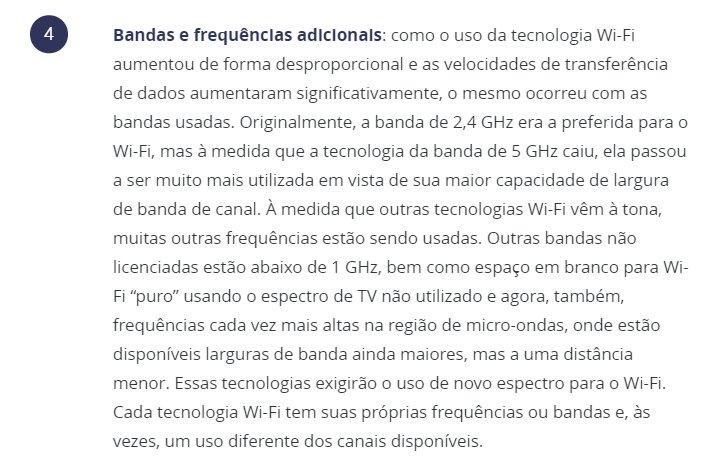 4
Bandas e frequências adicionais: como o uso da tecnologia Wi-Fi
aumentou de forma desproporcional e as velocidades de transferência
de dados aumentaram significativamente, o mesmo ocorreu com as
bandas usadas. Originalmente, a banda de 2,4 GHz era a preferida para o
Wi-Fi, mas à medida que a tecnologia da banda de 5 GHz caiu, ela passou
a ser muito mais utilizada em vista de sua maior capacidade de largura
de banda de canal. À medida que outras tecnologias Wi-Fi vêm à tona,
muitas outras frequências estão sendo usadas. Outras bandas não
licenciadas estão abaixo de 1 GHz, bem como espaço em branco para Wi-
Fi “puro” usando o espectro de TV não utilizado e agora, também,
frequências cada vez mais altas na região de micro-ondas, onde estão
disponíveis larguras de banda ainda maiores, mas a uma distância
menor. Essas tecnologias exigirão o uso de novo espectro para o Wi-Fi.
Cada tecnologia Wi-Fi tem suas próprias frequências ou bandas e, às
vezes, um uso diferente dos canais disponíveis.